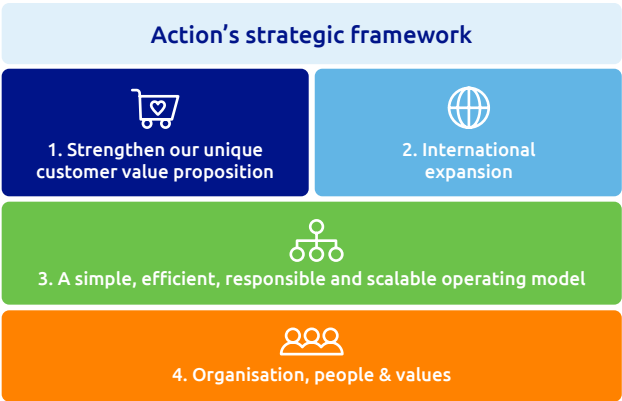 Action’s strategic framework
1. Strengthen our unique
customer value proposition
2. International
expansion
3. A simple, efficient, responsible and scalable operating model
4. Organisation, people & values